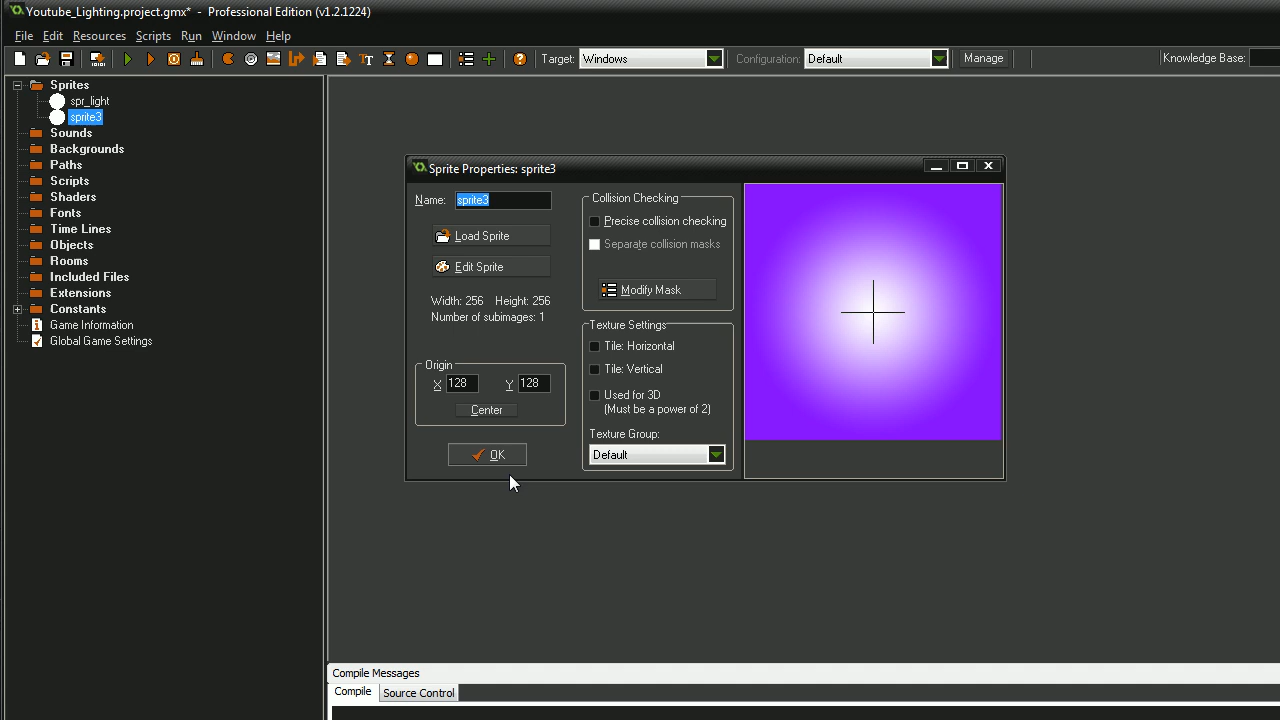 Youtube_Lighting.project.gmx* - Professional Edition (v1.2.1224)
File Edit Resources Scripts Run Window Help
Target: Windows Configuration: Default Manage Knowledge Base:
Sprites
spr_light
sprite3
Sounds
Backgrounds
Paths
Scripts
Shaders
Fonts
Time Lines
Objects
Rooms
Included Files
Extensions
Constants
Game Information
Global Game Settings
Sprite Properties: sprite3
Name: sprite3
Load Sprite
Edit Sprite
Width: 256 Height: 256
Number of subimages: 1
Origin
X 128 Y 128
Center
OK
Collision Checking
Precise collision checking
Separate collision masks
Modify Mask
Texture Settings
Tile: Horizontal
Tile: Vertical
Used for 3D
(Must be a power of 2)
Texture Group:
Default
Compile Messages
Compile Source Control